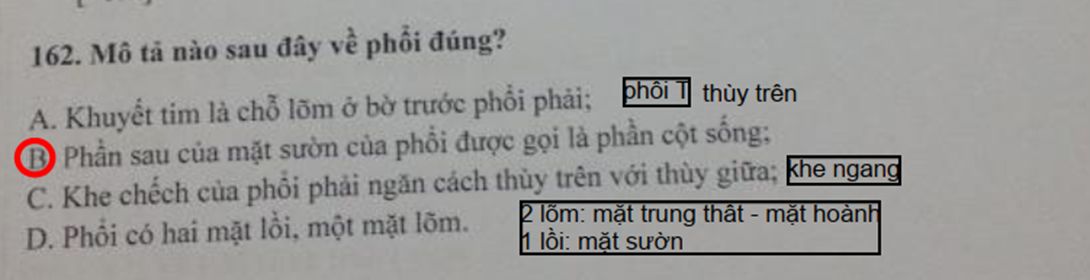 162. Mô tả nào sau đây về phổi đúng?
A. Khuyết tim là chỗ lõm ở bờ trước phổi phải; phôi T thùy trên
B Phần sau của mặt sườn của phổi được gọi là phần cột sống;
C. Khe chếch của phổi phải ngăn cách thùy trên với thùy giữa; khe ngang
D. Phổi có hai mặt lồi, một mặt lõm. 2 lõm: mặt trung thât - mặt hoành
1 lồi: mặt sườn